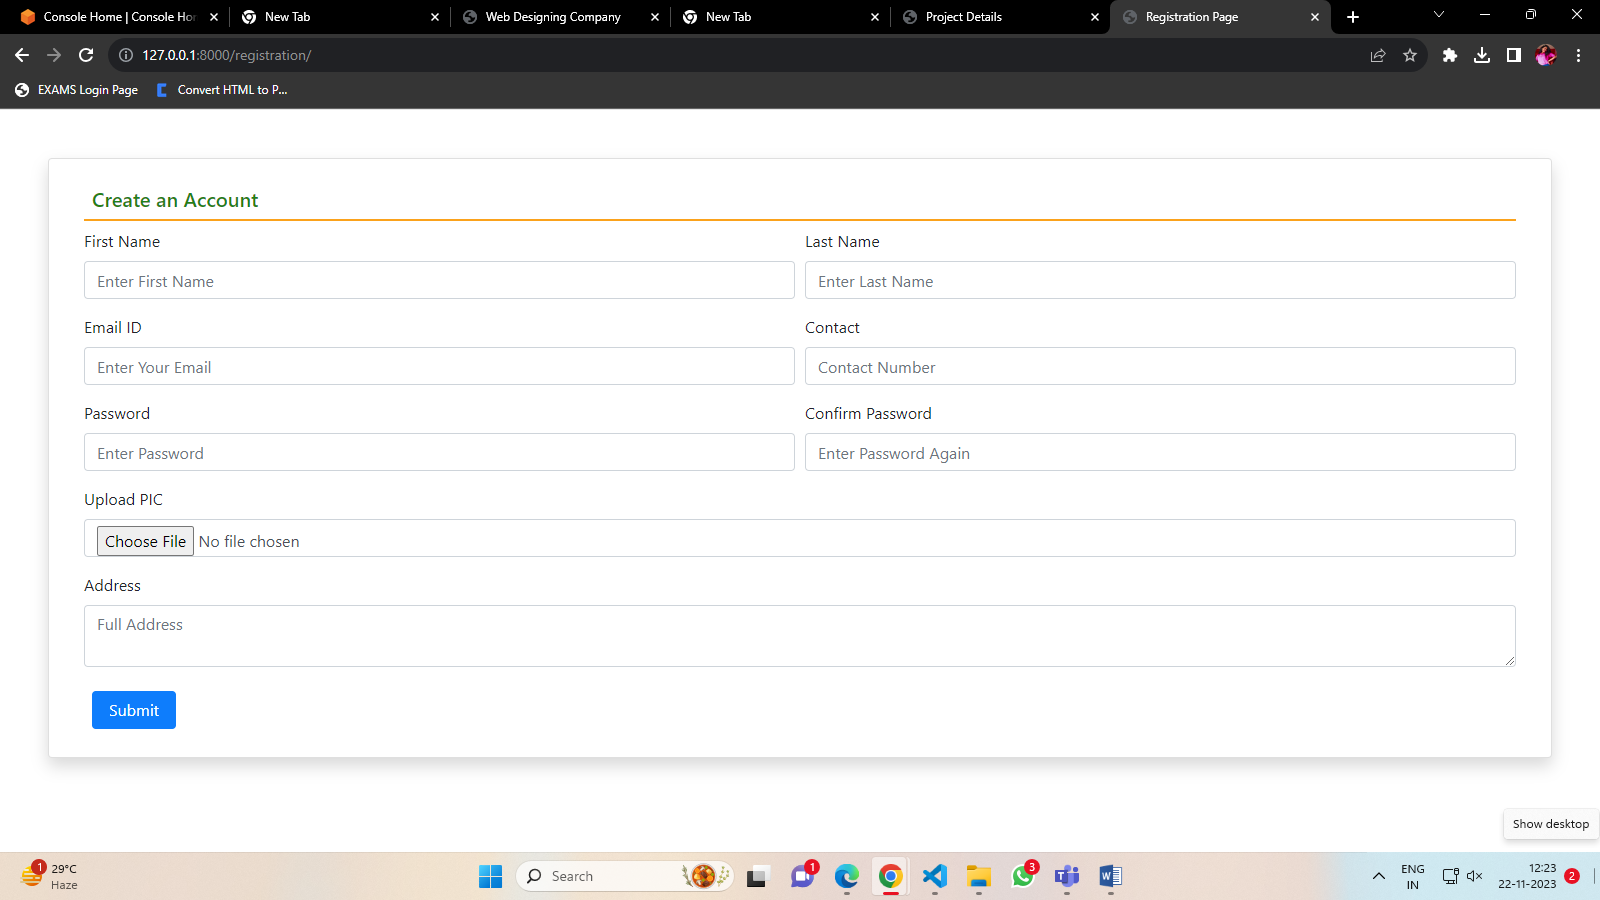 Console Home | Console Hor
New Tab
Web Designing Company
New Tab
Project Details
Registration Page
127.0.0.1:8000/registration/
EXAMS Login Page
Convert HTML to P...
Create an Account
First Name
Last Name
Enter First Name
Enter Last Name
Email ID
Contact
Enter Your Email
Contact Number
Password
Confirm Password
Enter Password
Enter Password Again
Upload PIC
Choose File No file chosen
Address
Full Address
Submit
Show desktop
1
29°C
Haze
Search
1
3
ENG
IN
12:23
22-11-2023
2